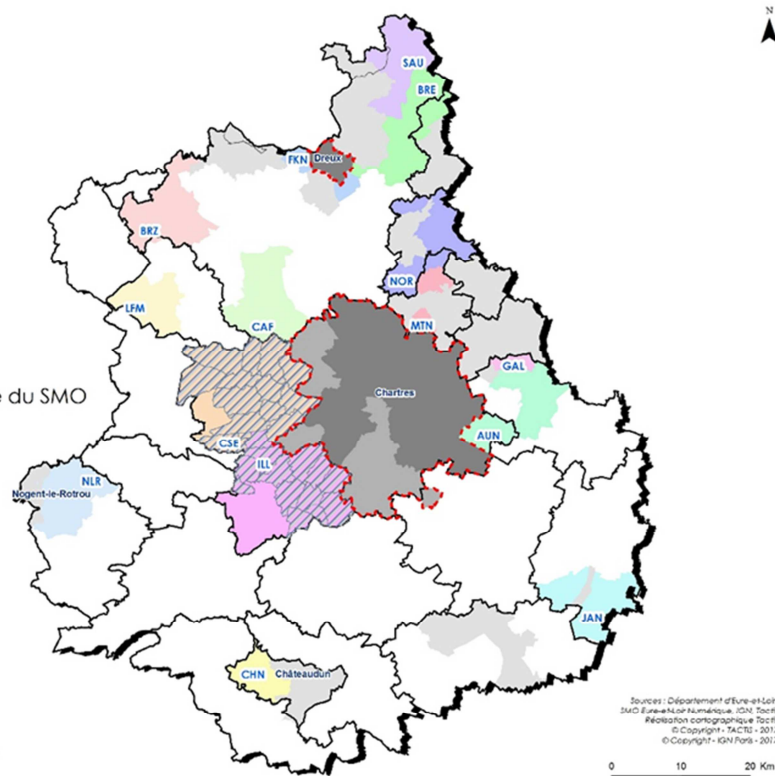 N
SAU
BRE
FKN Dreux
BRZ
NOR
LFM
CAF
MTN
GAL
e du SMO
Chartres
AUN
CSE
ILL
NLR
Nogent-le-Rotrou
JAN
CHN Châteaudun
Sources : Département d'Eure-et-Loir
SMO Eure-et-Loir Numérique, IGN, Tacti
Réalisation cartographique Tacti
© Copyright - TACTIS - 201
© Copyright - IGN Paris - 201
0 10 20 Km